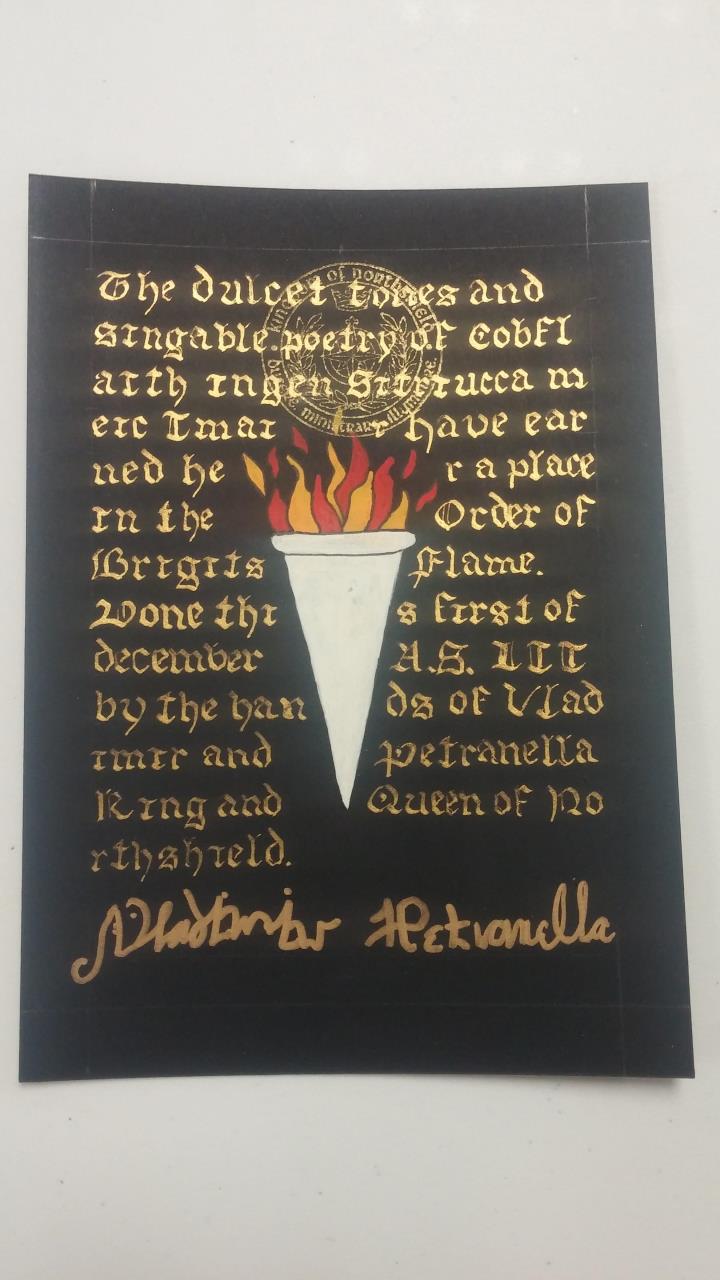 The dulcet tones and
singable poetry of Cobfl
aith ingen Sitriucca m
eic Imai r have ear
ned he r a place
in the Order of
Brigits Flame.
Done thi s first of
december A.S. LII
by the han ds of Vlad
imir and Petranella
King and Queen of No
rthshield.
Vladimir Petranella